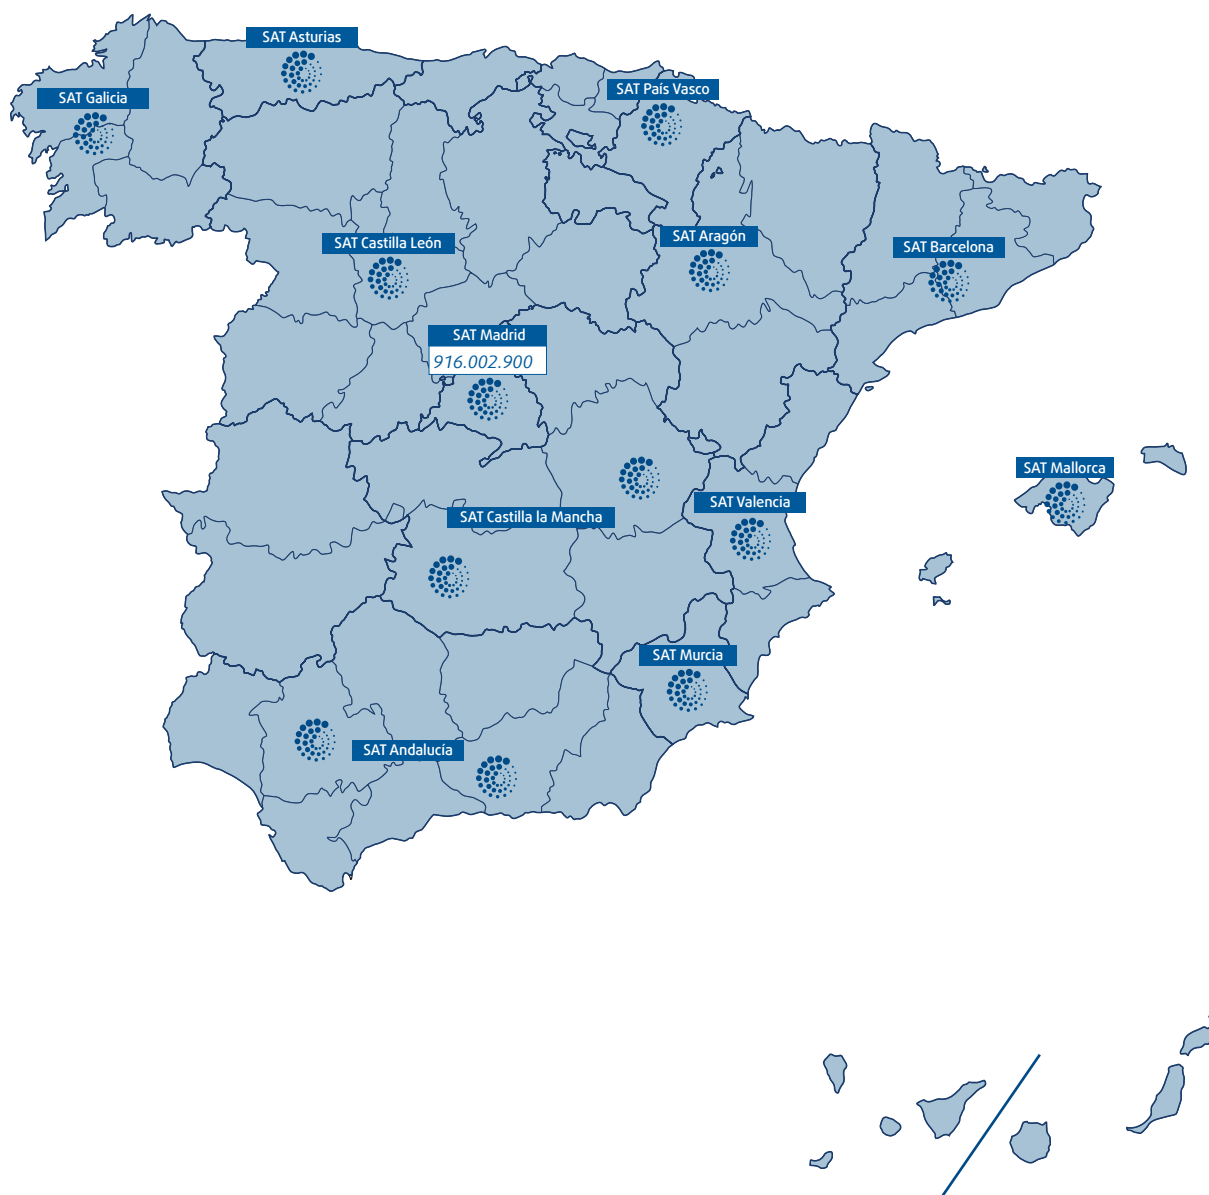 SAT Asturias
SAT País Vasco
SAT Galicia
SAT Aragón
SAT Castilla León
SAT Barcelona
SAT Madrid
916.002.900
SAT Mallorca
SAT Valencia
SAT Castilla la Mancha
SAT Murcia
SAT Andalucía